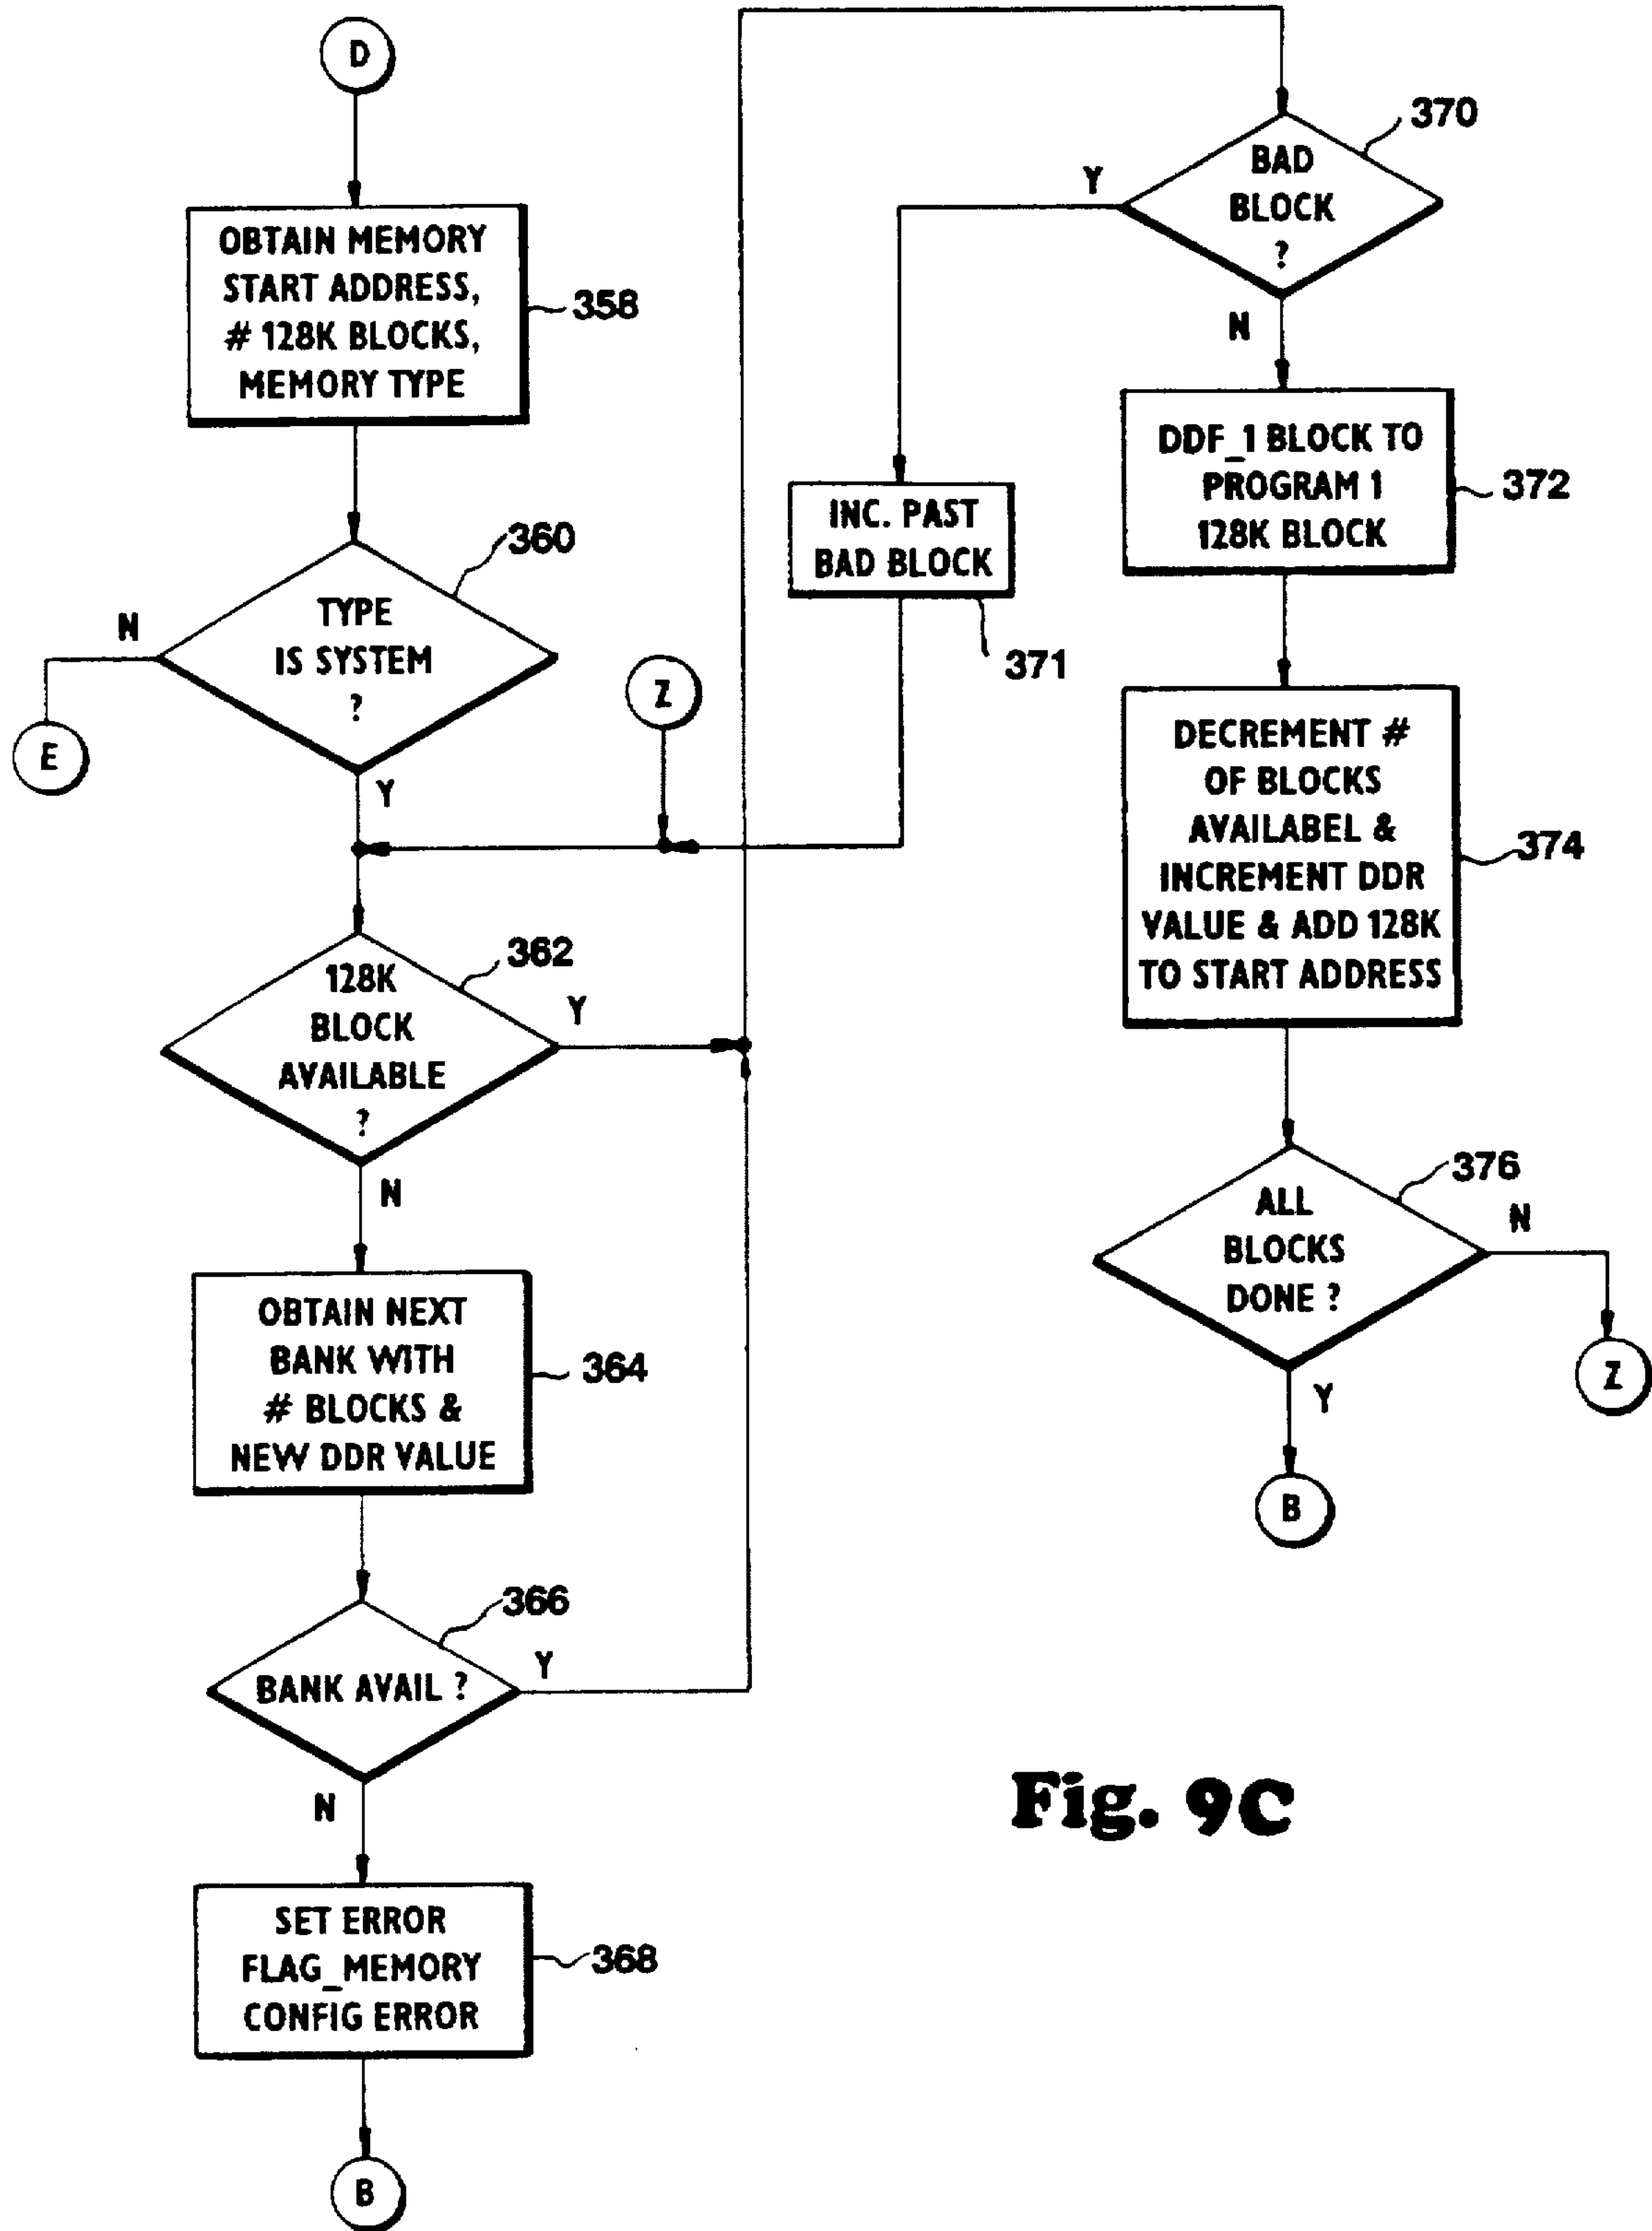 D
OBTAIN MEMORY
START ADDRESS,
# 128K BLOCKS,
MEMORY TYPE
358
360
TYPE
IS SYSTEM
?
N
E
Y
Z
362
128K
BLOCK
AVAILABLE
?
Y
N
OBTAIN NEXT
BANK WITH
# BLOCKS &
NEW DDR VALUE
364
366
BANK AVAIL ?
Y
N
SET ERROR
FLAG_MEMORY
CONFIG ERROR
368
B
370
BAD
BLOCK
?
Y
N
INC. PAST
BAD BLOCK
371
DDF_1 BLOCK TO
PROGRAM 1
128K BLOCK
372
DECREMENT #
OF BLOCKS
AVAILABEL &
INCREMENT DDR
VALUE & ADD 128K
TO START ADDRESS
374
376
ALL
BLOCKS
DONE ?
N
Z
Y
B
Fig. 9C